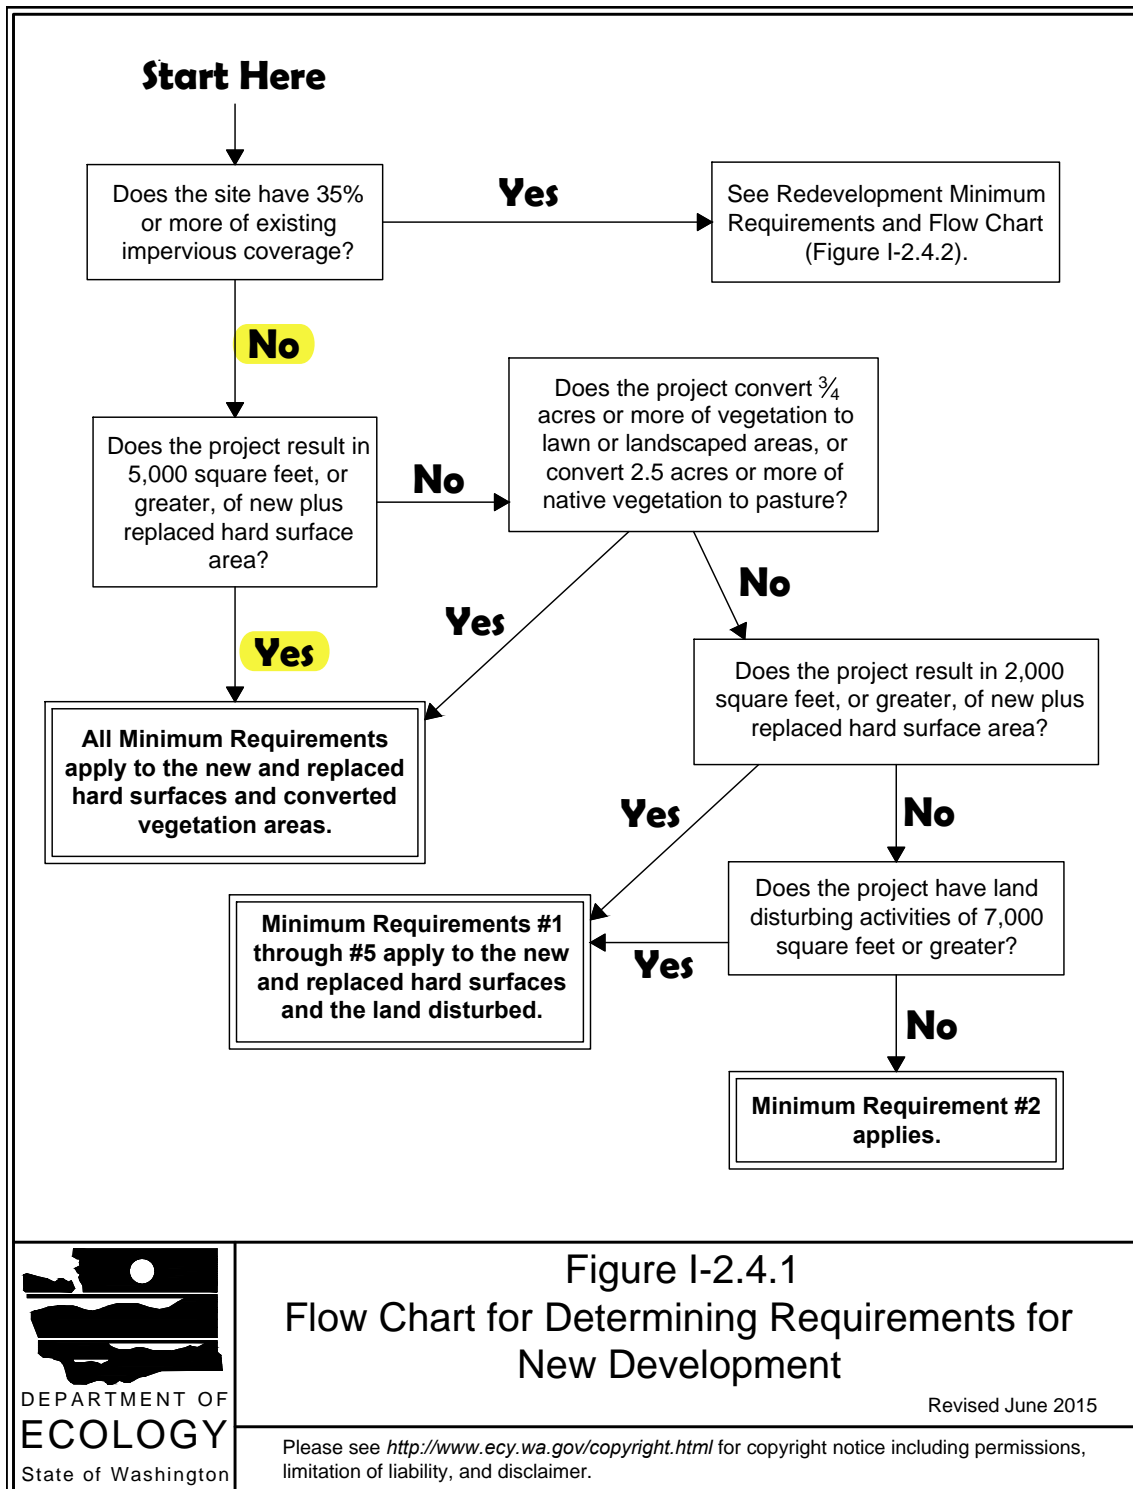 Start Here
Does the site have 35%
or more of existing
impervious coverage?
Yes
See Redevelopment Minimum
Requirements and Flow Chart
(Figure I-2.4.2).
No
Does the project result in
5,000 square feet, or
greater, of new plus
replaced hard surface
area?
No
Does the project convert ¾
acres or more of vegetation to
lawn or landscaped areas, or
convert 2.5 acres or more of
native vegetation to pasture?
Yes
Yes
No
All Minimum Requirements
apply to the new and replaced
hard surfaces and converted
vegetation areas.
Does the project result in 2,000
square feet, or greater, of new plus
replaced hard surface area?
Yes
No
Minimum Requirements #1
through #5 apply to the new
and replaced hard surfaces
and the land disturbed.
Yes
Does the project have land
disturbing activities of 7,000
square feet or greater?
No
Minimum Requirement #2
applies.
DEPARTMENT OF
ECOLOGY
State of Washington
Figure I-2.4.1
Flow Chart for Determining Requirements for
New Development
Revised June 2015
Please see http://www.ecy.wa.gov/copyright.html for copyright notice including permissions,
limitation of liability, and disclaimer.